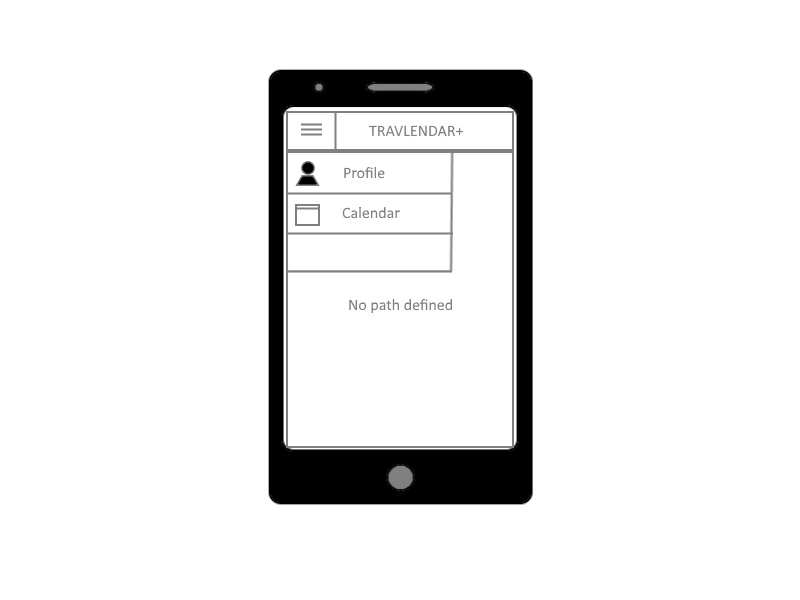 TRAVLENDAR+
Profile
Calendar
No path defined